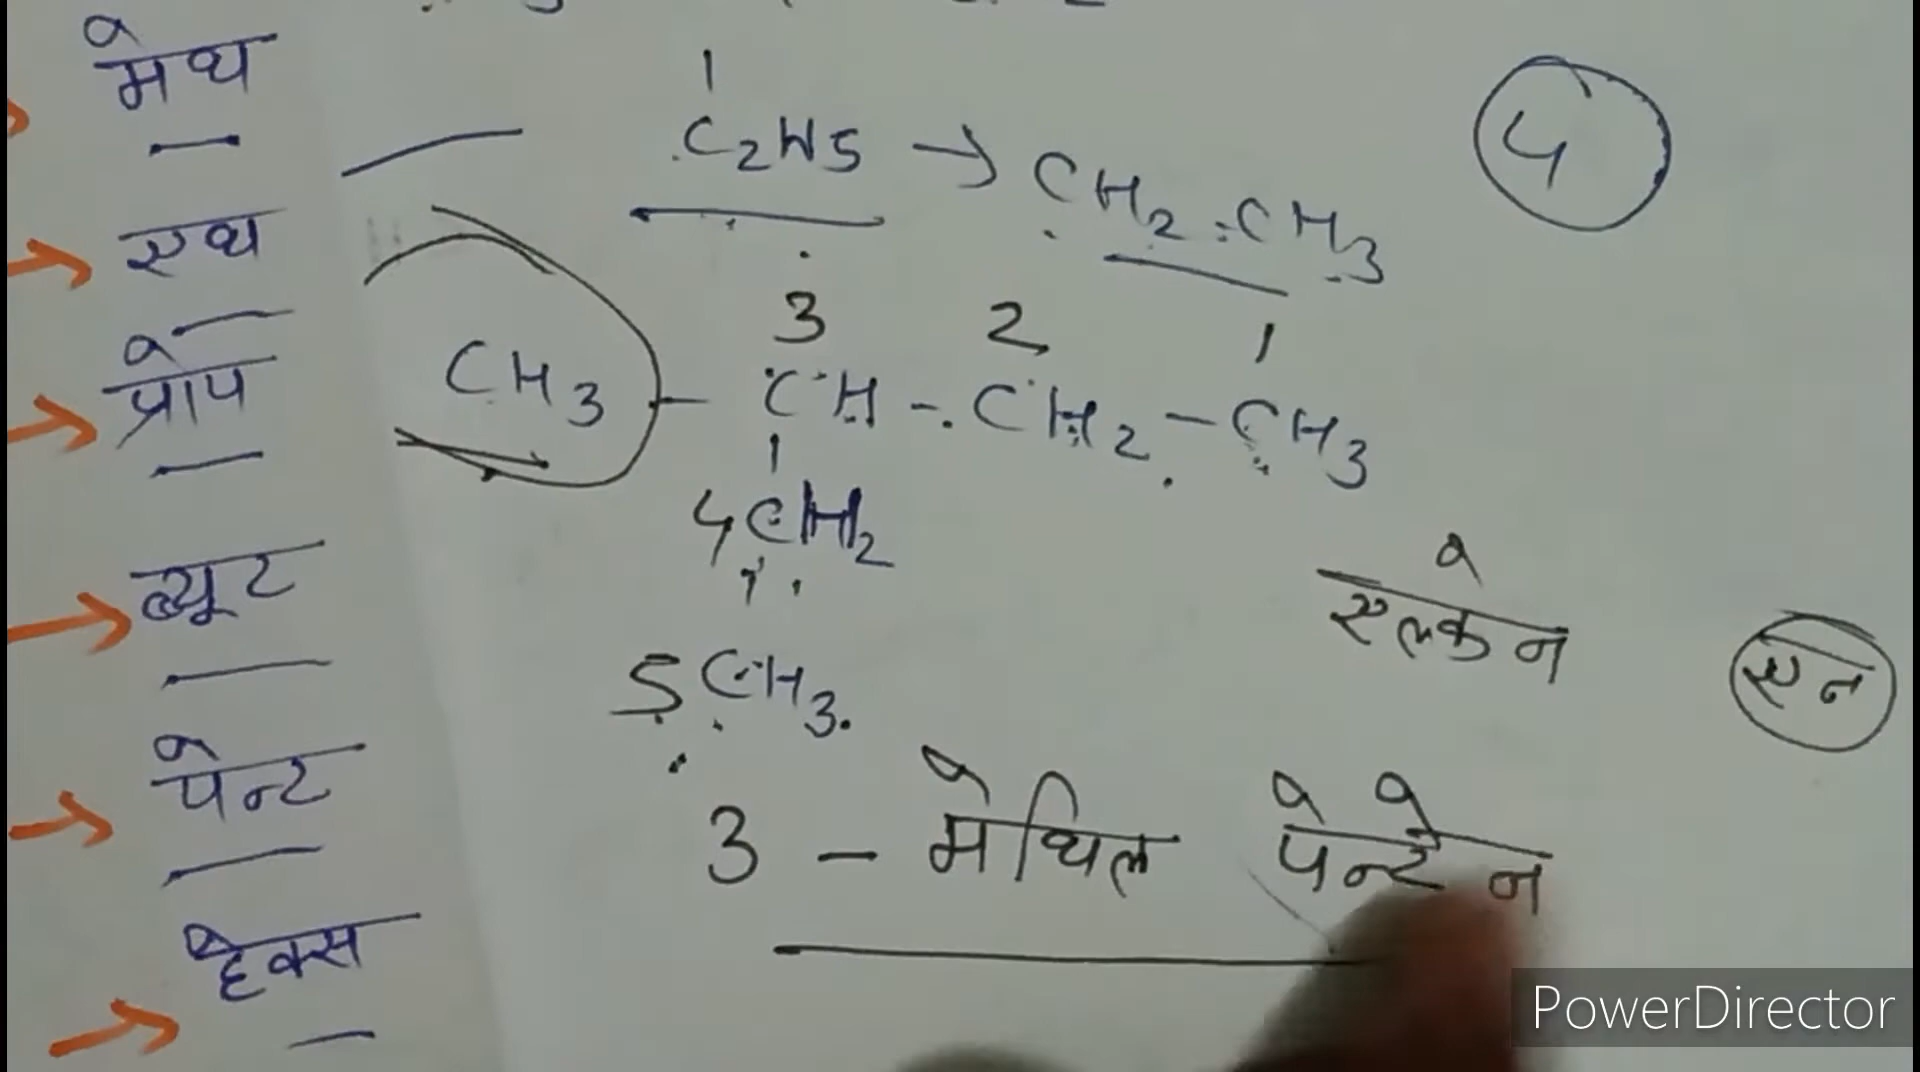 मेथ
एथ
प्रोप
ब्यूट
पेन्ट
हेक्स
1
C2H5 → CH2.CH3
4
3 2 1
CH3 - CH - CH2 - CH3
4 CH2
5 CH3
एल्केन
एन
3 - मेथिल पेन्टेन
PowerDirector